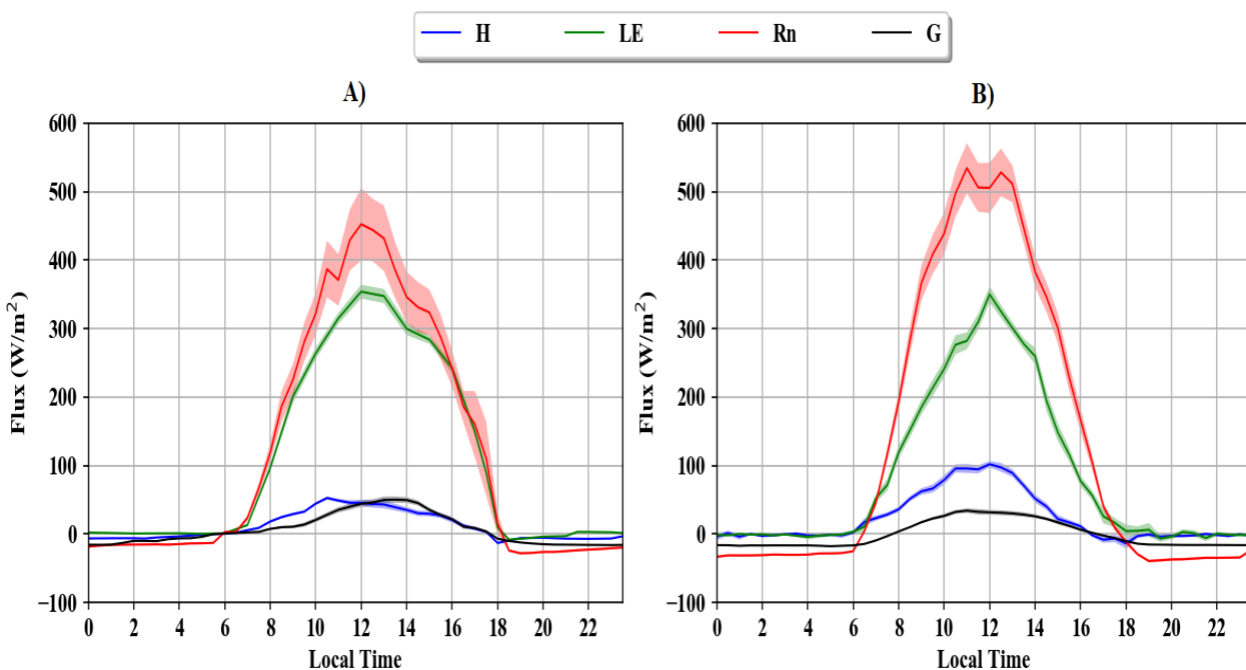 H LE Rn G
A) B)
600 600
500 500
400 400
300 300
200 200
100 100
0 0
−100 −100
Flux (W/m²) Flux (W/m²)
0 2 4 6 8 10 12 14 16 18 20 22 0 2 4 6 8 10 12 14 16 18 20 22
Local Time Local Time